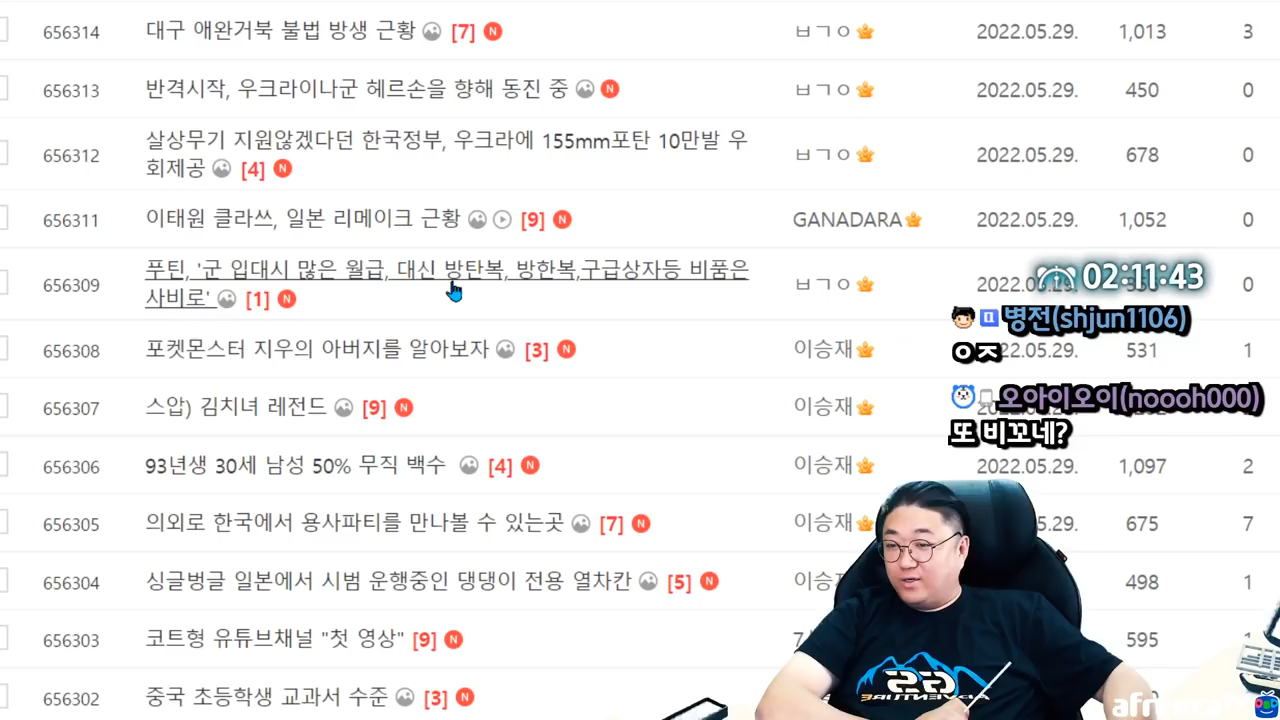 656314 대구 애완거북 불법 방생 근황 [7] N ㅂㄱㅇ 2022.05.29. 1,013 3
656313 반격시작, 우크라이나군 헤르손을 향해 동진 중 N ㅂㄱㅇ 2022.05.29. 450 0
656312 살상무기 지원않겠다던 한국정부, 우크라에 155mm포탄 10만발 우
회제공 [4] N ㅂㄱㅇ 2022.05.29. 678 0
656311 이태원 클라쓰, 일본 리메이크 근황 [9] N GANADARA 2022.05.29. 1,052 0
656309 푸틴, '군 입대시 많은 월급, 대신 방탄복, 방한복,구급상자등 비품은
사비로' [1] N ㅂㄱㅇ 0
02:11:43
병전(shjun1106)
ㅇㅈ
656308 포켓몬스터 지우의 아버지를 알아보자 [3] N 이승재 531 1
656307 스압) 김치녀 레전드 [9] N 이승재
오아이오이(noooh000)
또 비꼬네?
656306 93년생 30세 남성 50% 무직 백수 [4] N 이승재 2022.05.29. 1,097 2
656305 의외로 한국에서 용사파티를 만나볼 수 있는곳 [7] N 이승재 675 7
656304 싱글벙글 일본에서 시범 운행중인 댕댕이 전용 열차칸 [5] N 498 1
656303 코트형 유튜브채널 "첫 영상" [9] N 595
656302 중국 초등학생 교과서 수준 [3] N